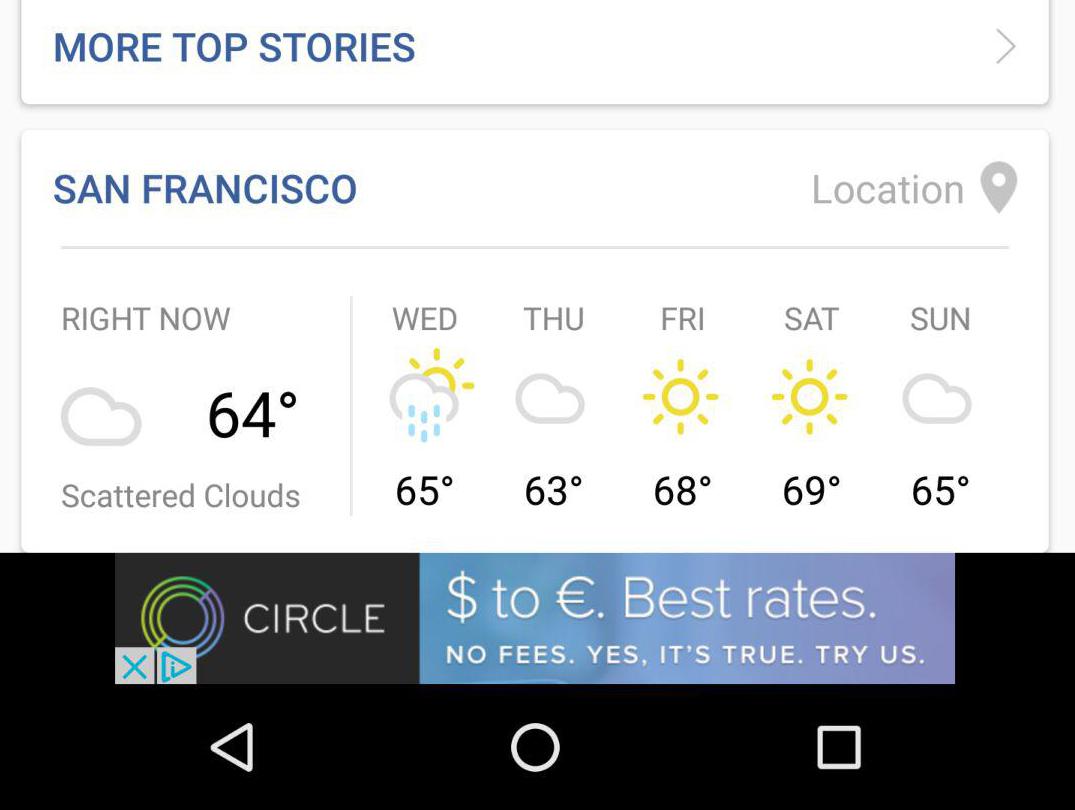 MORE TOP STORIES
SAN FRANCISCO
Location
RIGHT NOW
WED THU FRI SAT SUN
64°
Scattered Clouds
65° 63° 68° 69° 65°
CIRCLE
$ to €. Best rates.
NO FEES. YES, IT'S TRUE. TRY US.